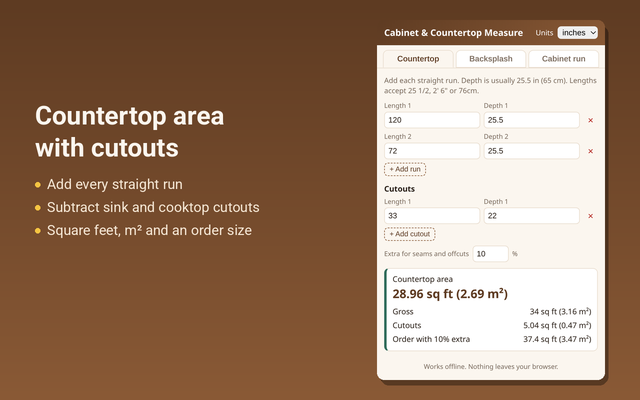 Countertop area
with cutouts
Add every straight run
Subtract sink and cooktop cutouts
Square feet, m² and an order size
Cabinet & Countertop Measure
Units
inches
Countertop
Backsplash
Cabinet run
Add each straight run. Depth is usually 25.5 in (65 cm). Lengths
accept 25 1/2, 2' 6" or 76cm.
Length 1
Depth 1
120
25.5
×
Length 2
Depth 2
72
25.5
×
+ Add run
Cutouts
Length 1
Depth 1
33
22
×
+ Add cutout
Extra for seams and offcuts
10
%
Countertop area
28.96 sq ft (2.69 m²)
Gross
34 sq ft (3.16 m²)
Cutouts
5.04 sq ft (0.47 m²)
Order with 10% extra
37.4 sq ft (3.47 m²)
Works offline. Nothing leaves your browser.